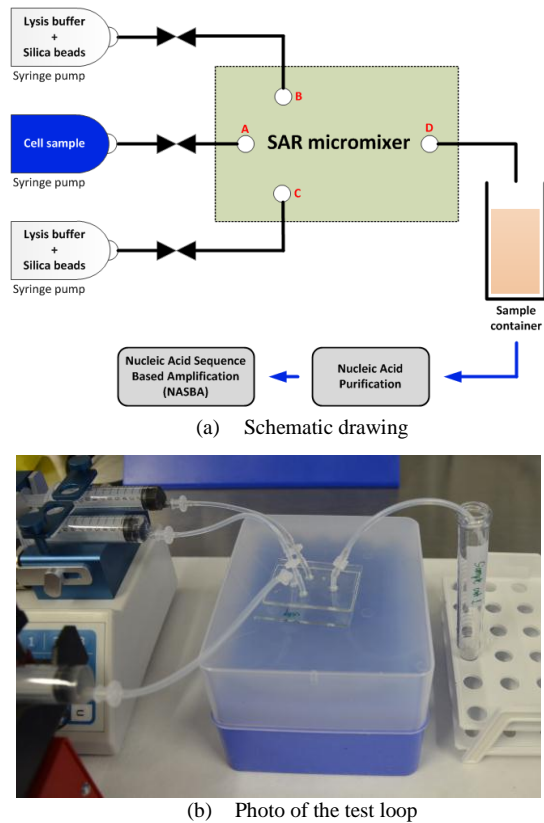 Lysis buffer
+
Silica beads
Syringe pump
B
A
D
Cell sample
SAR micromixer
Syringe pump
C
Lysis buffer
+
Silica beads
Syringe pump
Sample
container
Nucleic Acid Sequence
Based Amplification
(NASBA)
Nucleic Acid
Purification
(a) Schematic drawing
(b) Photo of the test loop